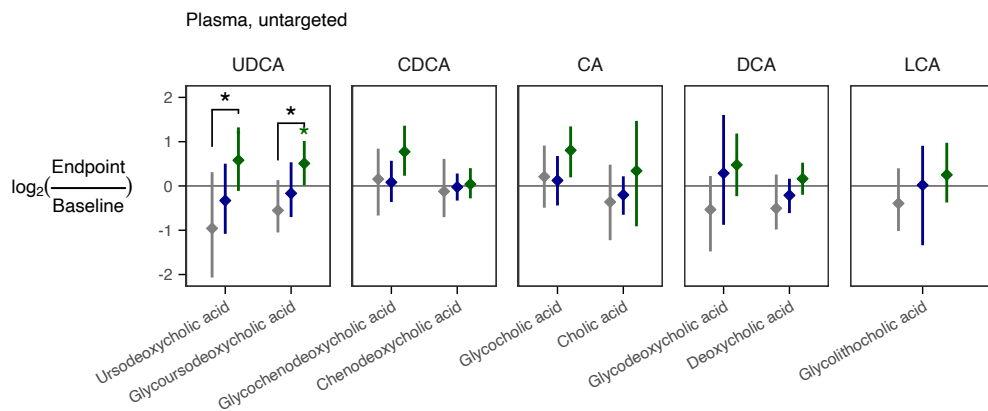 Plasma, untargeted
UDCA
CDCA
CA
DCA
LCA
log2(Endpoint
Baseline)
2
1
0
-1
-2
*
*
*
Ursodeoxycholic acid
Glycoursodeoxycholic acid
Glycochenodeoxycholic acid
Chenodeoxycholic acid
Glycocholic acid
Cholic acid
Glycodeoxycholic acid
Deoxycholic acid
Glycolithocholic acid